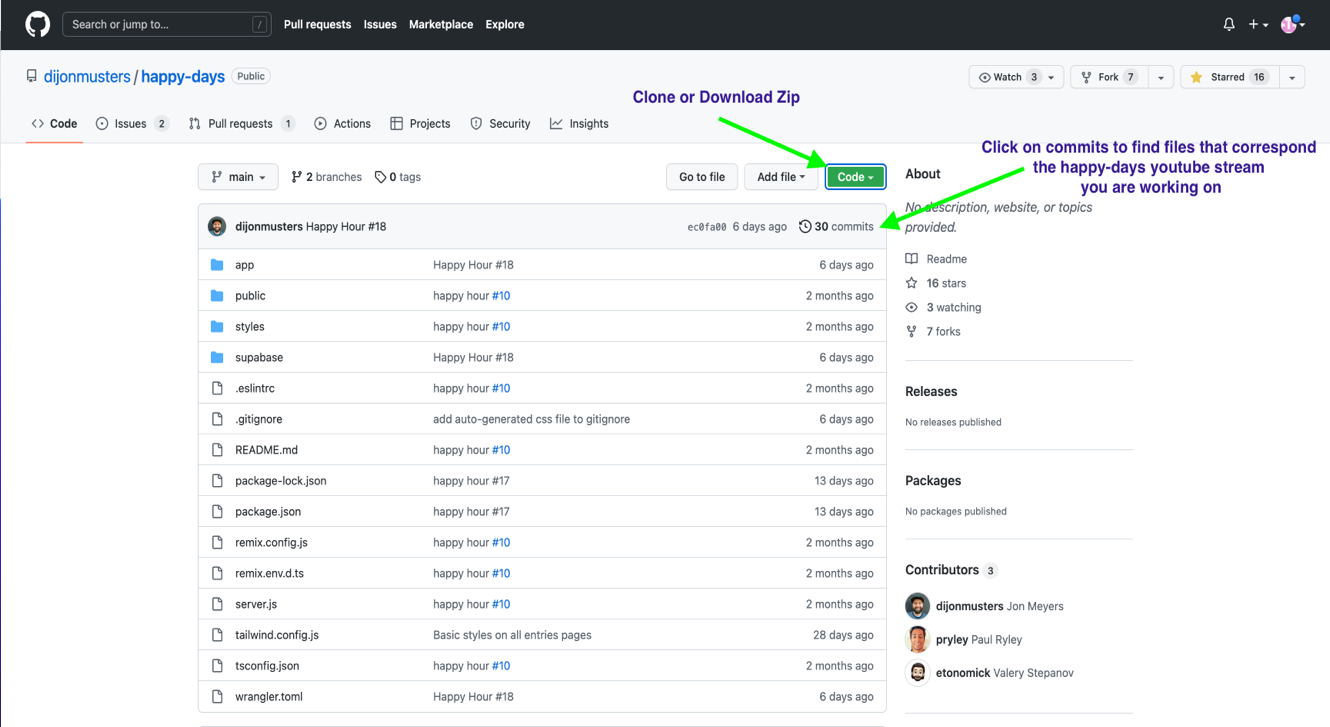 Search or jump to... /
Pull requests Issues Marketplace Explore
dijonmusters / happy-days Public
Watch 3 Fork 7 Starred 16
Clone or Download Zip
Code Issues 2 Pull requests 1 Actions Projects Security Insights
Click on commits to find files that correspond
the happy-days youtube stream
you are working on
main 2 branches 0 tags Go to file Add file Code
About
No description, website, or topics
provided.
dijonmusters Happy Hour #18 ec0fa00 6 days ago 30 commits
app Happy Hour #18 6 days ago
public happy hour #10 2 months ago
styles happy hour #10 2 months ago
supabase Happy Hour #18 6 days ago
.eslintrc happy hour #10 2 months ago
.gitignore add auto-generated css file to gitignore 6 days ago
README.md happy hour #10 2 months ago
package-lock.json happy hour #17 13 days ago
package.json happy hour #17 13 days ago
remix.config.js happy hour #10 2 months ago
remix.env.d.ts happy hour #10 2 months ago
server.js happy hour #10 2 months ago
tailwind.config.js Basic styles on all entries pages 28 days ago
tsconfig.json happy hour #10 2 months ago
wrangler.toml Happy Hour #18 6 days ago
Readme
16 stars
3 watching
7 forks
Releases
No releases published
Packages
No packages published
Contributors 3
dijonmusters Jon Meyers
pryley Paul Ryley
etonomick Valery Stepanov